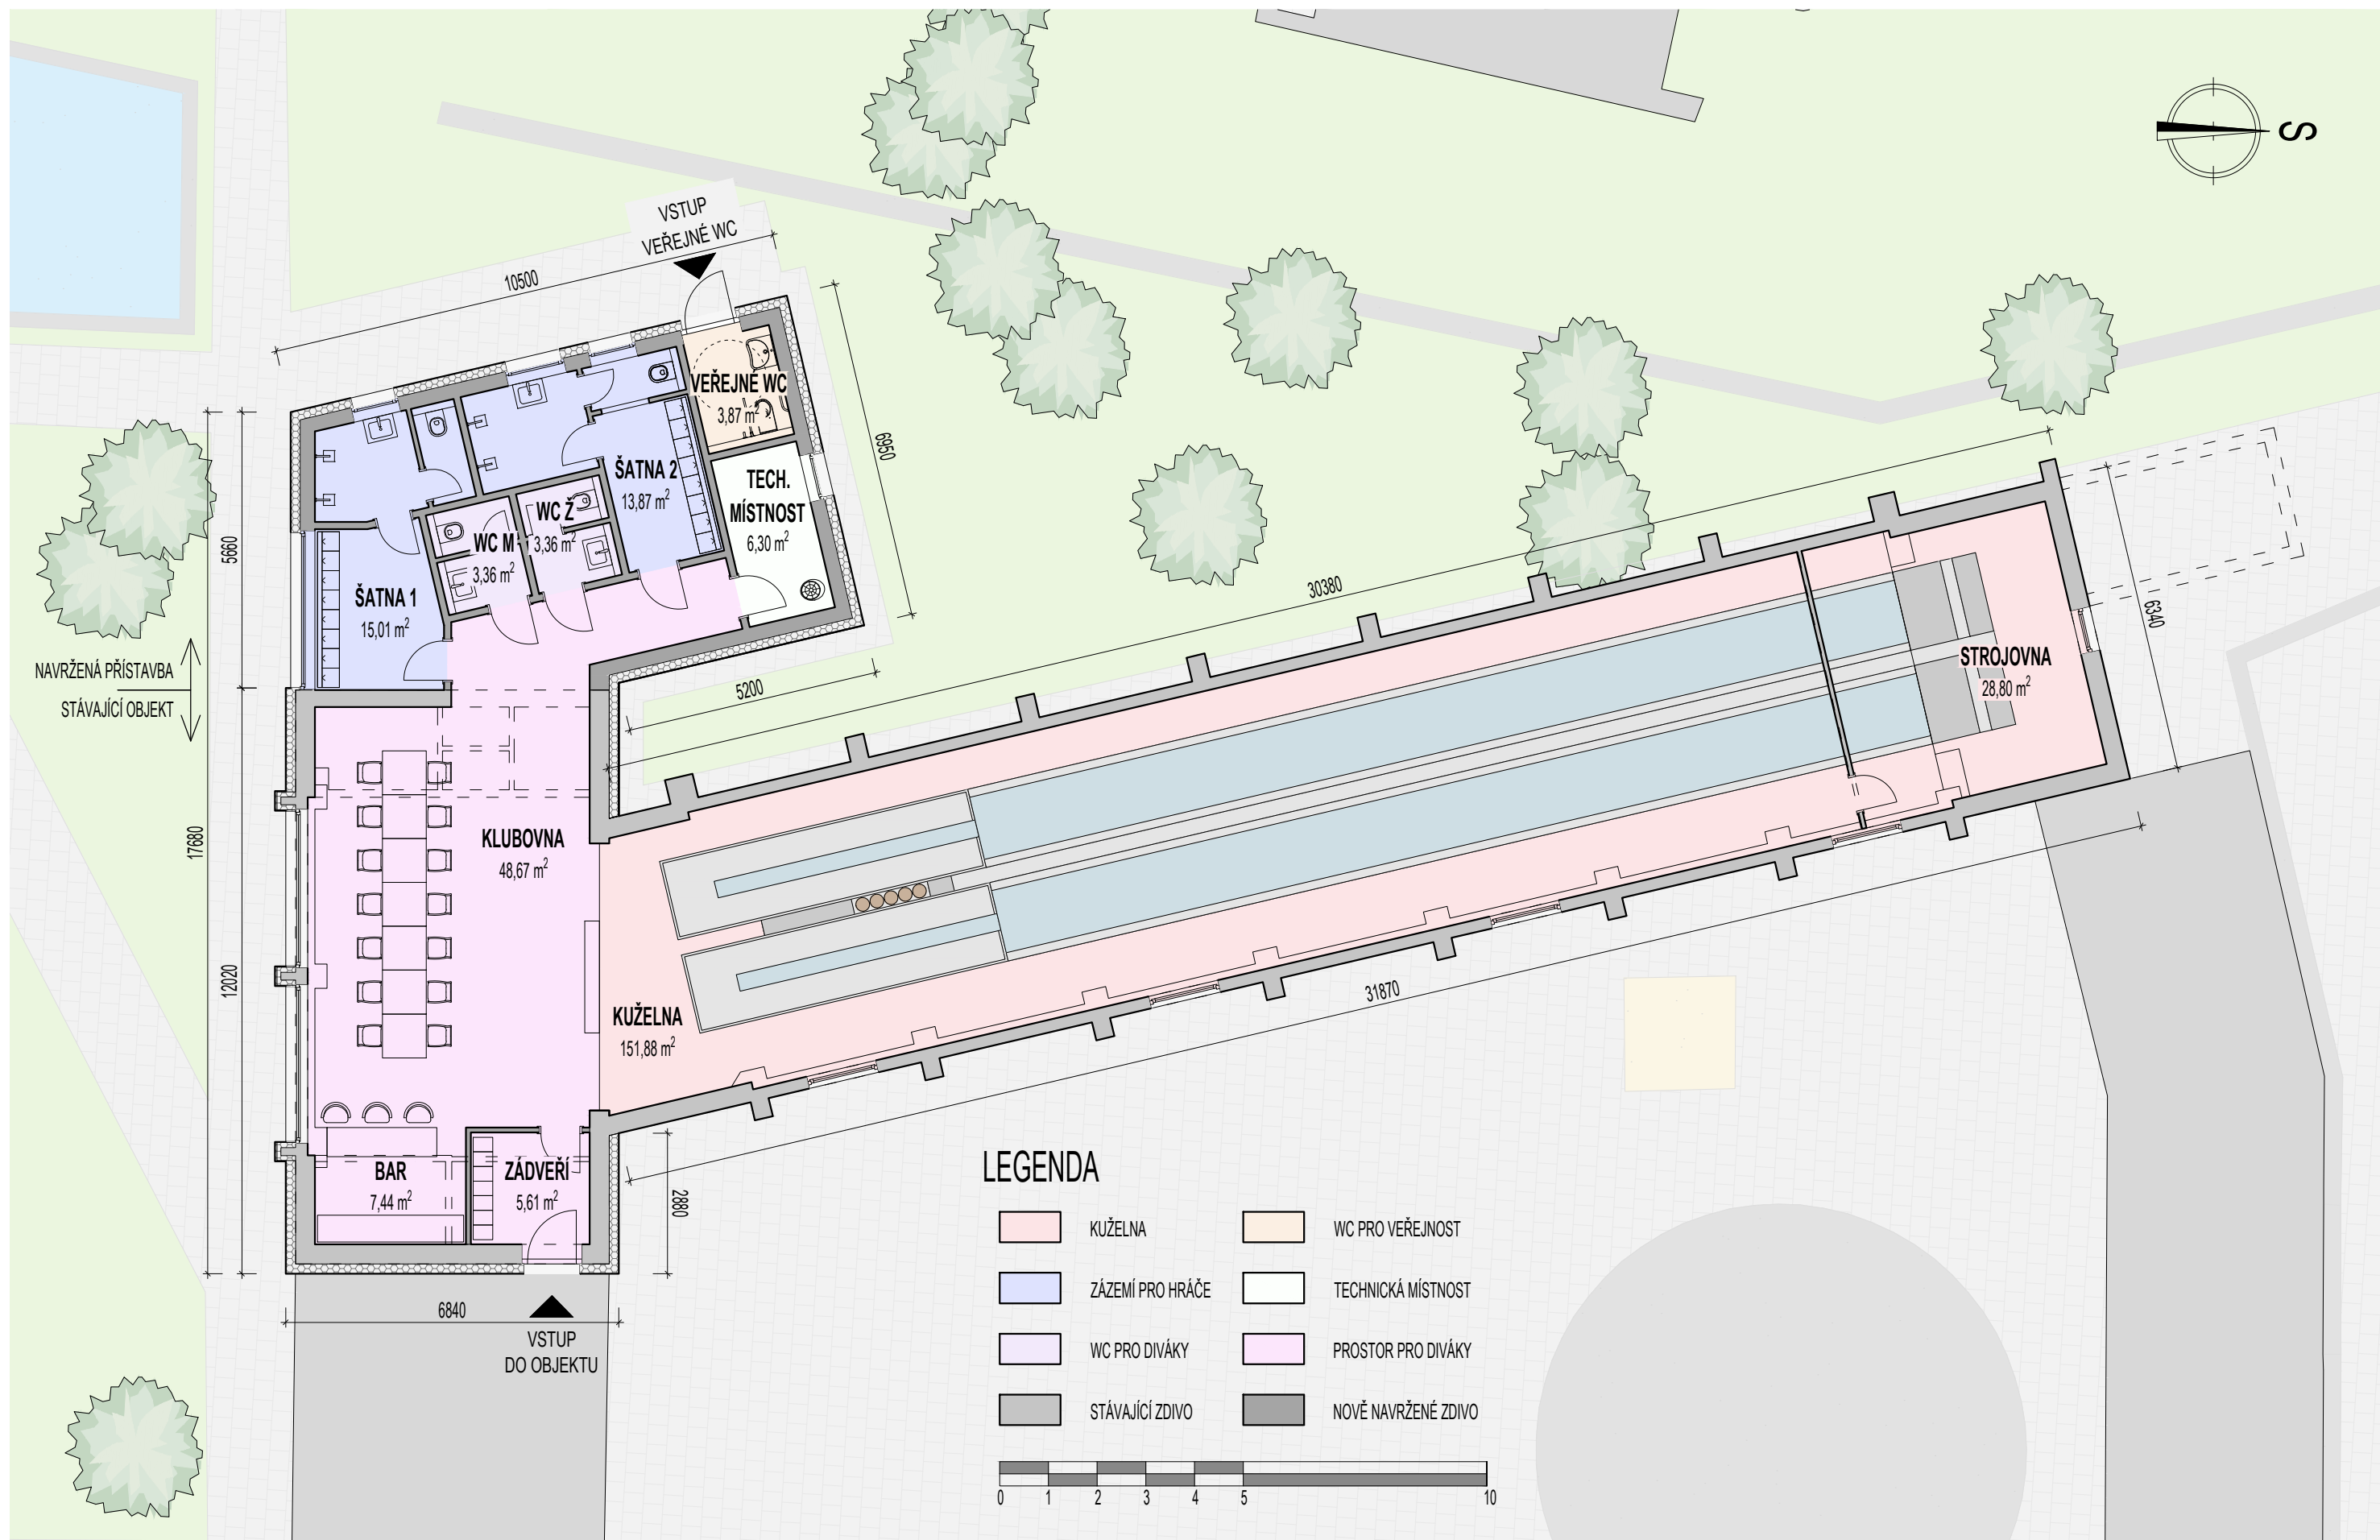 S
VSTUP
VEŘEJNÉ WC
10500
6950
VEŘEJNÉ WC
3,87 m²
ŠATNA 2
13,87 m²
TECH.
MÍSTNOST
6,30 m²
WC Ž
3,36 m²
WC M
3,36 m²
ŠATNA 1
15,01 m²
5660
17680
12020
NAVRŽENÁ PŘÍSTAVBA
STÁVAJÍCÍ OBJEKT
5200
30380
6340
STROJOVNA
28,80 m²
KLUBOVNA
48,67 m²
KUŽELNA
151,88 m²
31870
BAR
7,44 m²
ZÁDVEŘÍ
5,61 m²
2880
6840
VSTUP
DO OBJEKTU
LEGENDA
KUŽELNA
WC PRO VEŘEJNOST
ZÁZEMÍ PRO HRÁČE
TECHNICKÁ MÍSTNOST
WC PRO DIVÁKY
PROSTOR PRO DIVÁKY
STÁVAJÍCÍ ZDIVO
NOVĚ NAVRŽENÉ ZDIVO
0 1 2 3 4 5 10